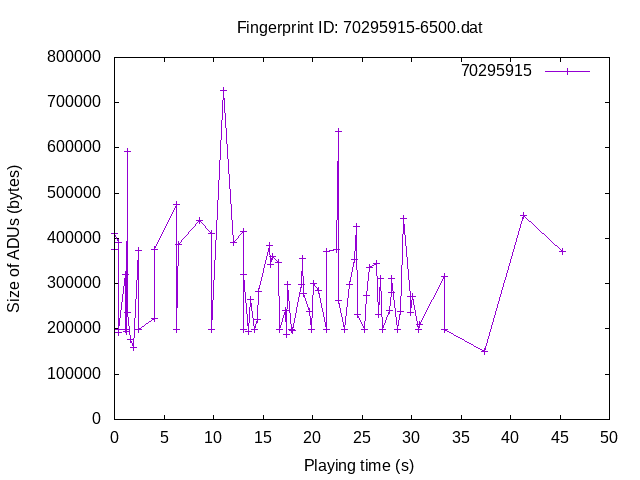 Fingerprint ID: 70295915-6500.dat
800000
700000
600000
500000
400000
300000
200000
100000
0
70295915
Size of ADUs (bytes)
0 5 10 15 20 25 30 35 40 45 50
Playing time (s)